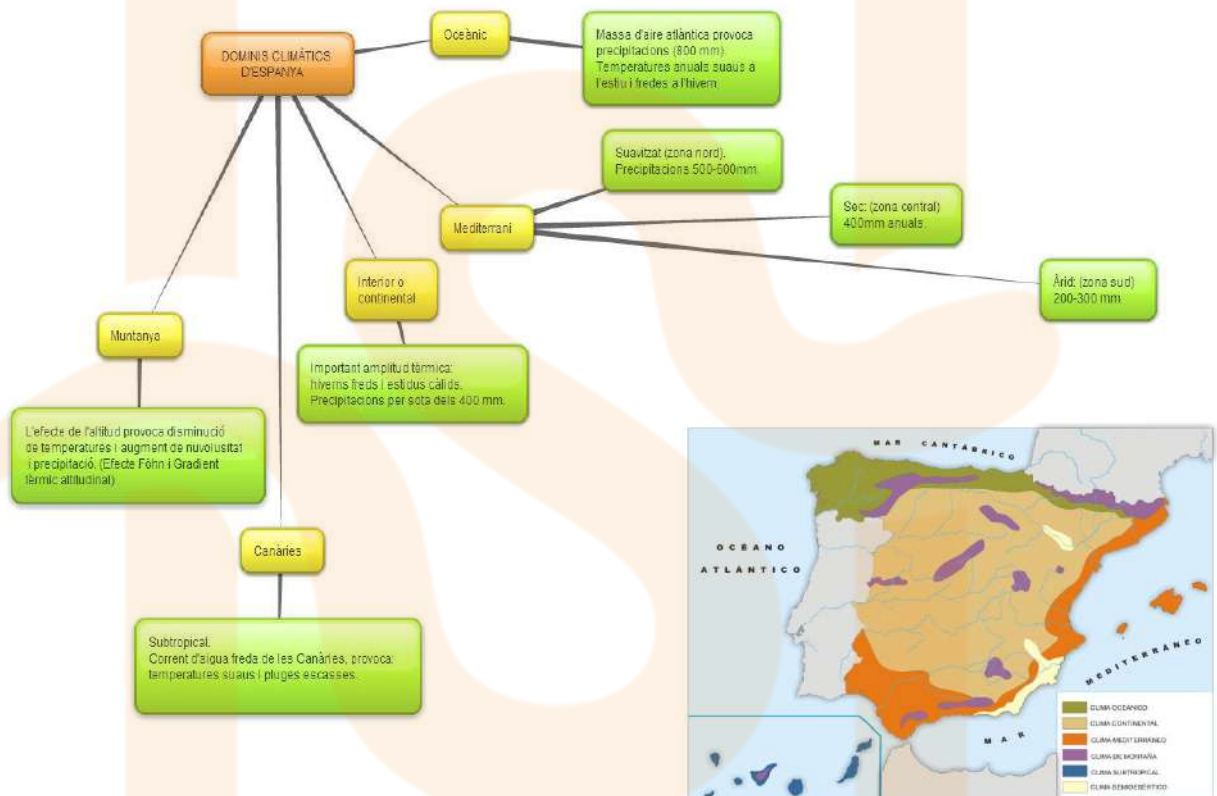 DOMINIS CLIMÀTICS
D'ESPANYA
Oceànic
Massa d'aire atlàntica provoca
precipitacions (800 mm).
Temperatures anuals suaus a
l'estiu i fredes a l'hivern
Suavitzat (zona nord).
Precipitacions 500-600mm.
Mediterrani
Sec: (zona central)
400mm anuals.
Àrid: (zona sud)
200-300 mm
Interior o
continental
Important amplitud tèrmica:
hiverns freds i estidus càlids.
Precipitacions per sota dels 400 mm.
Muntanya
L'efecte de l'altitud provoca disminució
de temperatures i augment de nuvolusitat
i precipitació. (Efecte Föhn i Gradient
tèrmic altitudinal)
Canàries
Subtropical.
Corrent d'aigua freda de les Canàries, provoca:
temperatures suaus i pluges escasses.
MAR CANTÁBRICO
OCÉANO
ATLÁNTICO
MAR
MEDITERRÁNEO
CLIMA OCEÁNICO
CLIMA CONTINENTAL
CLIMA MEDITERRÁNEO
CLIMA DE MONTAÑA
CLIMA SUBTROPICAL
CLIMA SEMIDESÉRTICO